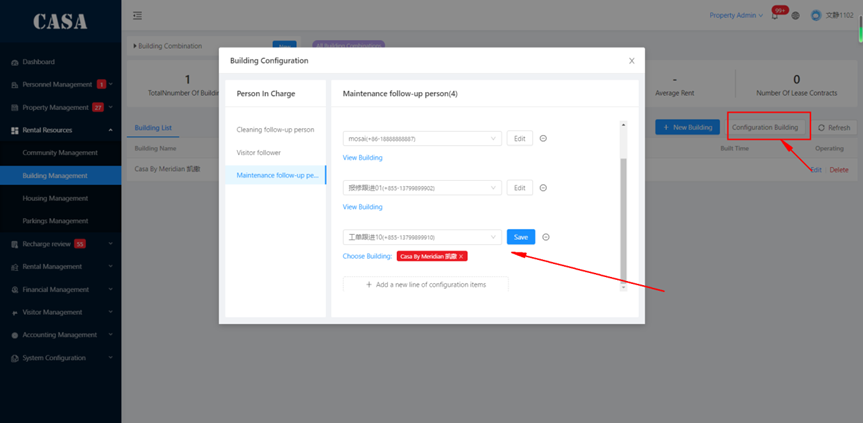 CASA
Property Admin
99+
文静1102
Dashboard
Personnel Management 1
Property Management 27
Rental Resources
Community Management
Building Management
Housing Management
Parkings Management
Recharge review 55
Rental Management
Financial Management
Visitor Management
Accounting Management
System Configuration
Building Combination
1
TotalNnumber Of Buildin
-
Average Rent
0
Number Of Lease Contracts
Building List
+ New Building
Configuration Building
Refresh
Building Name
Built Time
Operating
Casa By Meridian 凯撒
Edit
Delete
Building Configuration
Person In Charge
Cleaning follow-up person
Visitor follower
Maintenance follow-up pe...
Maintenance follow-up person(4)
mosai(+86-18888888887)
Edit
View Building
报修跟进01(+855-13799899902)
Edit
View Building
工单跟进10(+855-13799899910)
Save
Choose Building:
Casa By Meridian 凯撒
+ Add a new line of configuration items